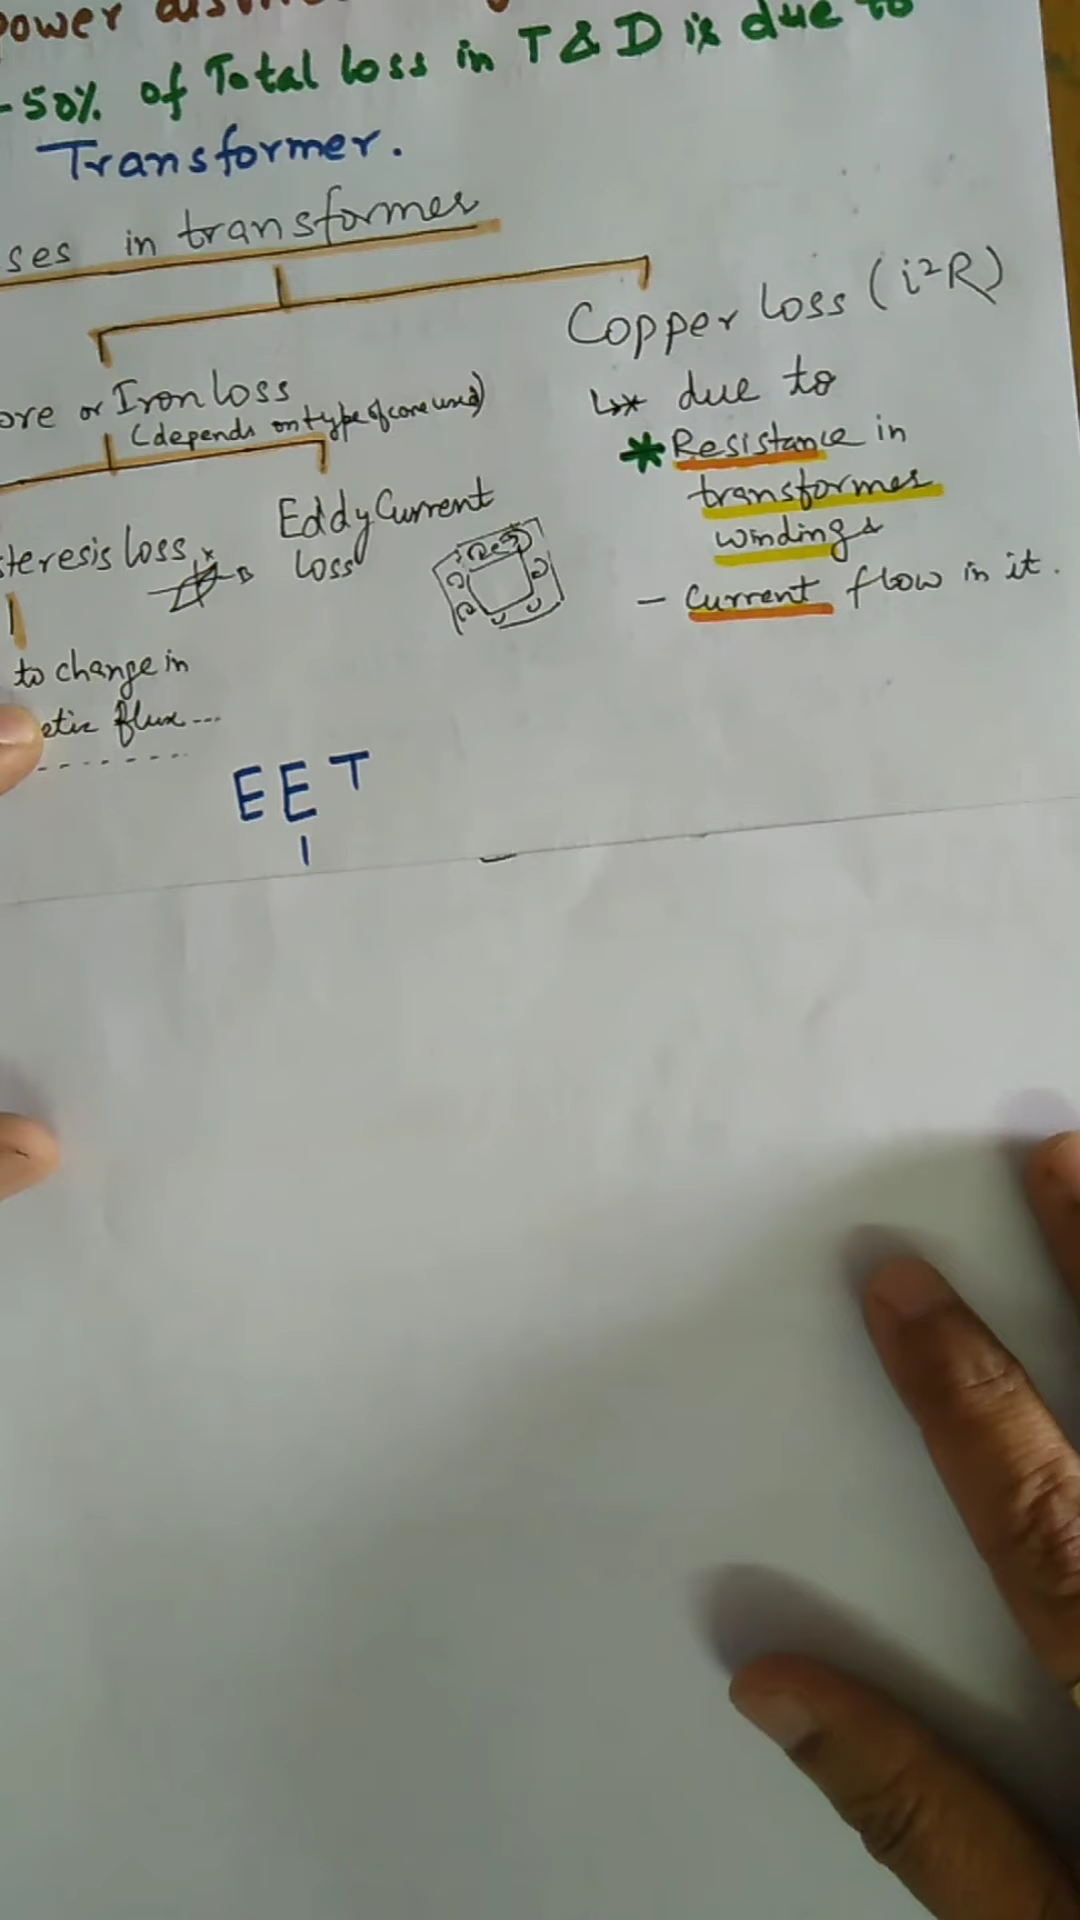 power
-50% of Total loss in T & D is due to
Transformer.
ses in transformer
Copper loss (i²R)
ore or Iron loss
(depends on type of core used)
due to
* Resistance in
transformer
windings
- Current flow in it.
Eddy Current
loss
teresis loss
B
to change in
etic flux ...
EET